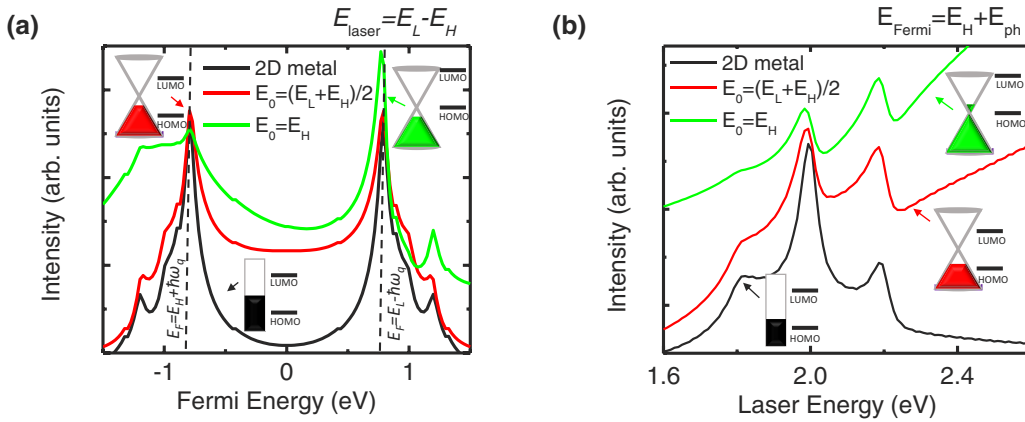 (a)
E_laser=E_L-E_H
2D metal
E_0=(E_L+E_H)/2
E_0=E_H
LUMO
HOMO
LUMO
HOMO
LUMO
HOMO
E_F=E_H+ħω_q
E_F=E_L-ħω_q
Intensity (arb. units)
-1 0 1
Fermi Energy (eV)
(b)
E_Fermi=E_H+E_ph
2D metal
E_0=(E_L+E_H)/2
E_0=E_H
LUMO
HOMO
LUMO
HOMO
LUMO
HOMO
Intensity (arb. units)
1.6 2.0 2.4
Laser Energy (eV)